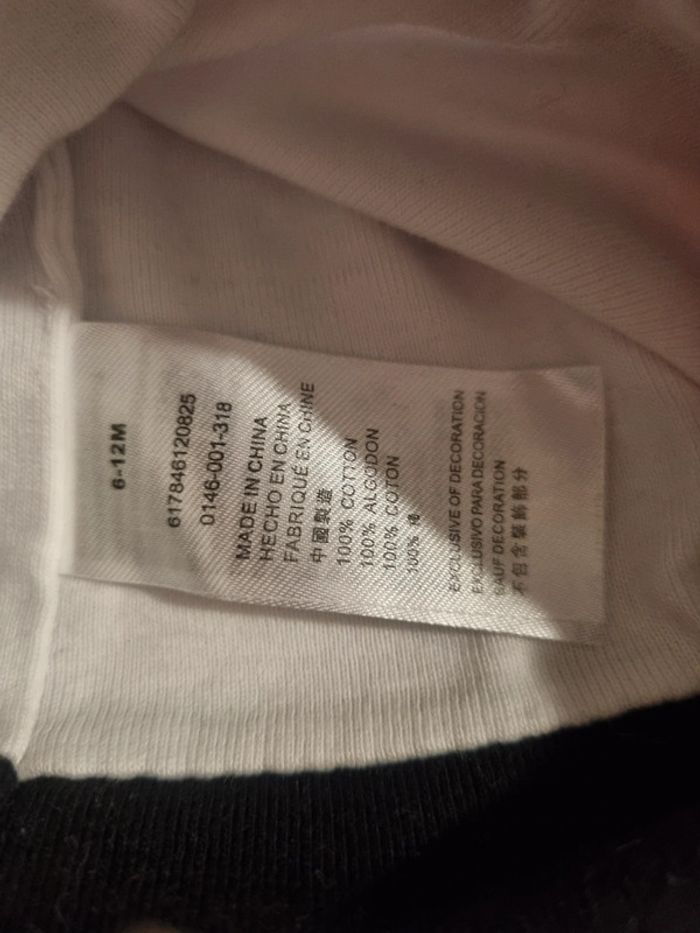 6-12M
617846120825
0146-001-318
MADE IN CHINA
HECHO EN CHINA
FABRIQUÉ EN CHINE
中國製造
100% COTTON
100% ALGODON
100% COTON
100% 棉
EXCLUSIVE OF DECORATION
EXCLUSIVO PARA DECORACION
SAUF DECORATION
不包含裝飾部分